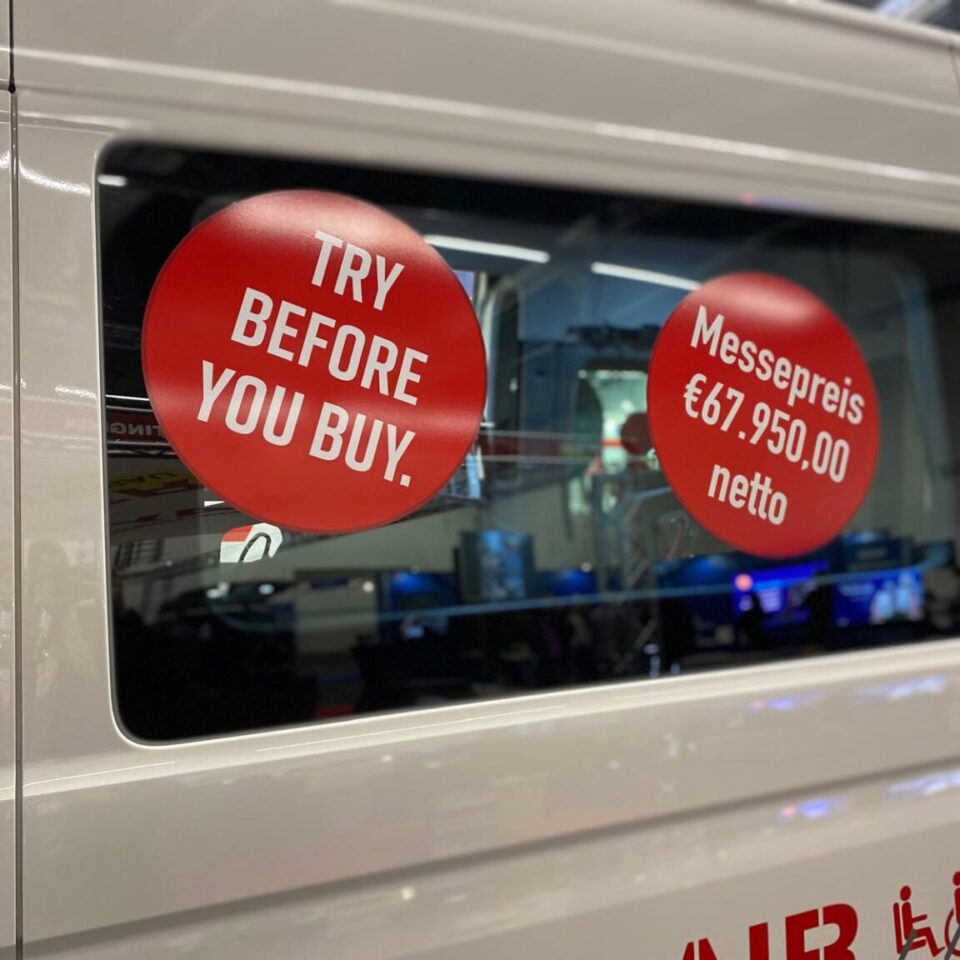 TRY
BEFORE
YOU BUY.
Messepreis
€67.950,00
netto